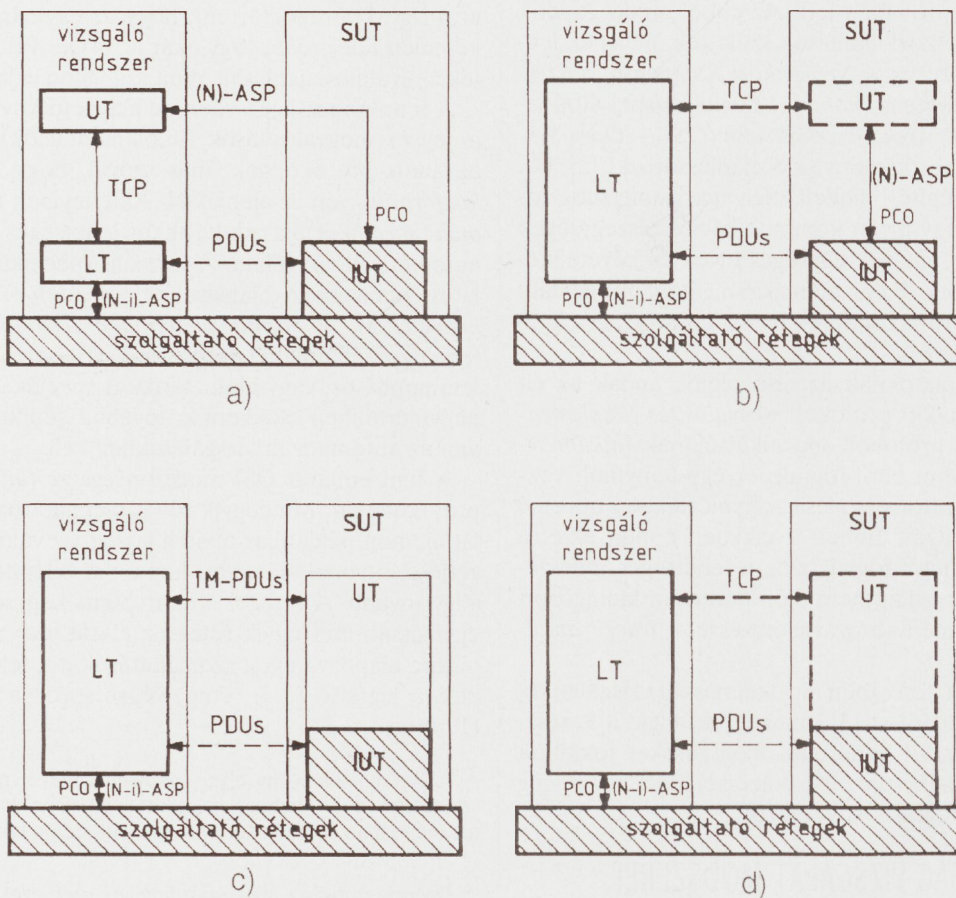 vizsgáló
rendszer
SUT
UT
(N)-ASP
TCP
PCO
LT
PDUs
IUT
PCO
(N-i)-ASP
szolgáltató rétegek
a)
vizsgáló
rendszer
SUT
TCP
UT
LT
(N)-ASP
PCO
PDUs
IUT
PCO
(N-i)-ASP
szolgáltató rétegek
b)
vizsgáló
rendszer
SUT
TM-PDUs
UT
LT
PDUs
IUT
PCO
(N-i)-ASP
szolgáltató rétegek
c)
vizsgáló
rendszer
SUT
TCP
UT
LT
PDUs
IUT
PCO
(N-i)-ASP
szolgáltató rétegek
d)